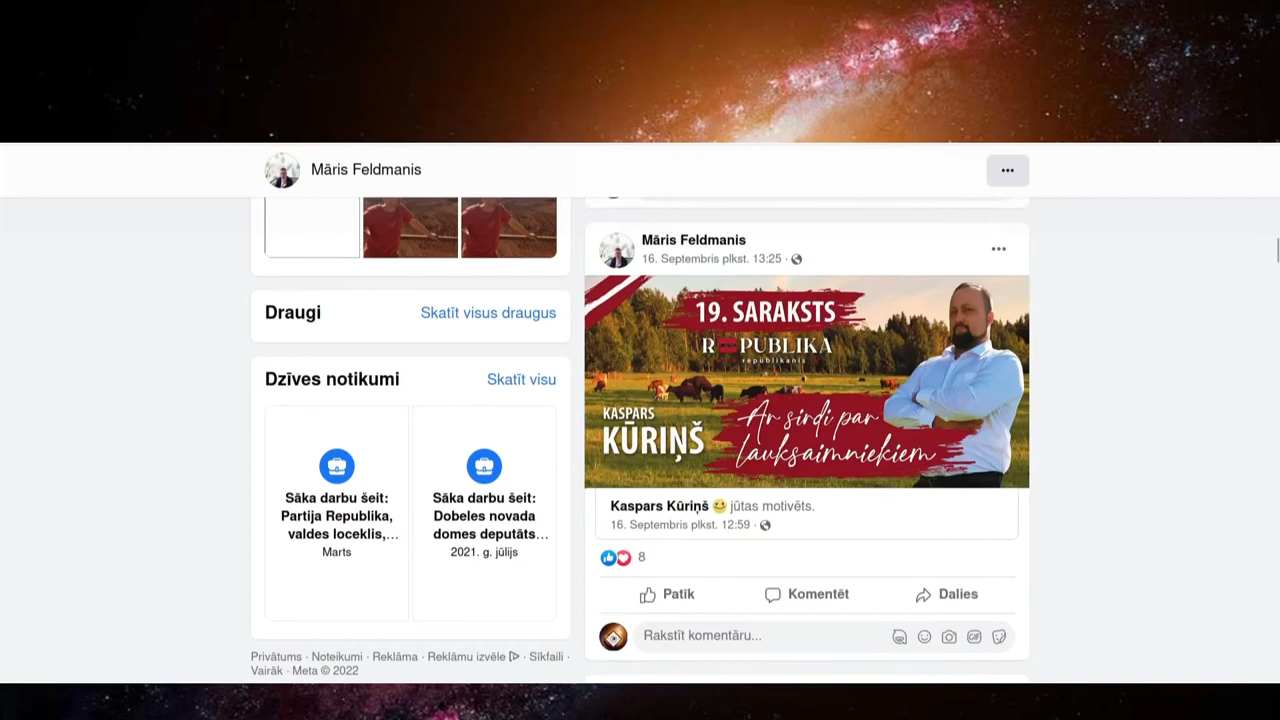 Māris Feldmanis
Draugi
Skatīt visus draugus
Dzīves notikumi
Skatīt visu
Sāka darbu šeit:
Partija Republika,
valdes loceklis,...
Marts
Sāka darbu šeit:
Dobeles novada
domes deputāts...
2021. g. jūlijs
Privātums · Noteikumi · Reklāma · Reklāmu izvēle · Sīkfaili ·
Vairāk · Meta © 2022
Māris Feldmanis
16. Septembris plkst. 13:25 ·
19. SARAKSTS
REPUBLIKA
republikanis
KASPARS
KŪRIŅŠ
Ar sirdi par
lauksaimniekiem
Kaspars Kūriņš 😀 jūtas motivēts.
16. Septembris plkst. 12:59 ·
8
Patīk
Komentēt
Dalies
Rakstīt komentāru...
GIF